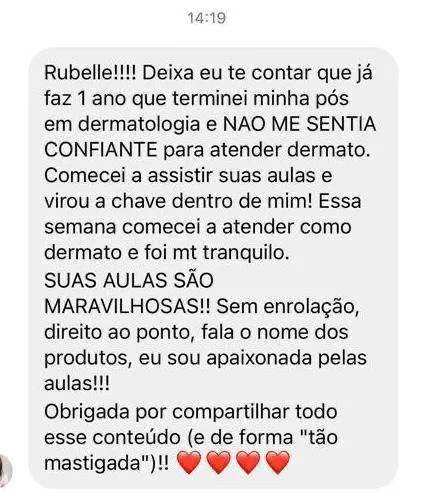 14:19
Rubelle!!!! Deixa eu te contar que já
faz 1 ano que terminei minha pós
em dermatologia e NAO ME SENTIA
CONFIANTE para atender dermato.
Comecei a assistir suas aulas e
virou a chave dentro de mim! Essa
semana comecei a atender como
dermato e foi mt tranquilo.
SUAS AULAS SÃO
MARAVILHOSAS!! Sem enrolação,
direito ao ponto, fala o nome dos
produtos, eu sou apaixonada pelas
aulas!!!
Obrigada por compartilhar todo
esse conteúdo (e de forma "tão
mastigada")!! ❤️❤️❤️❤️